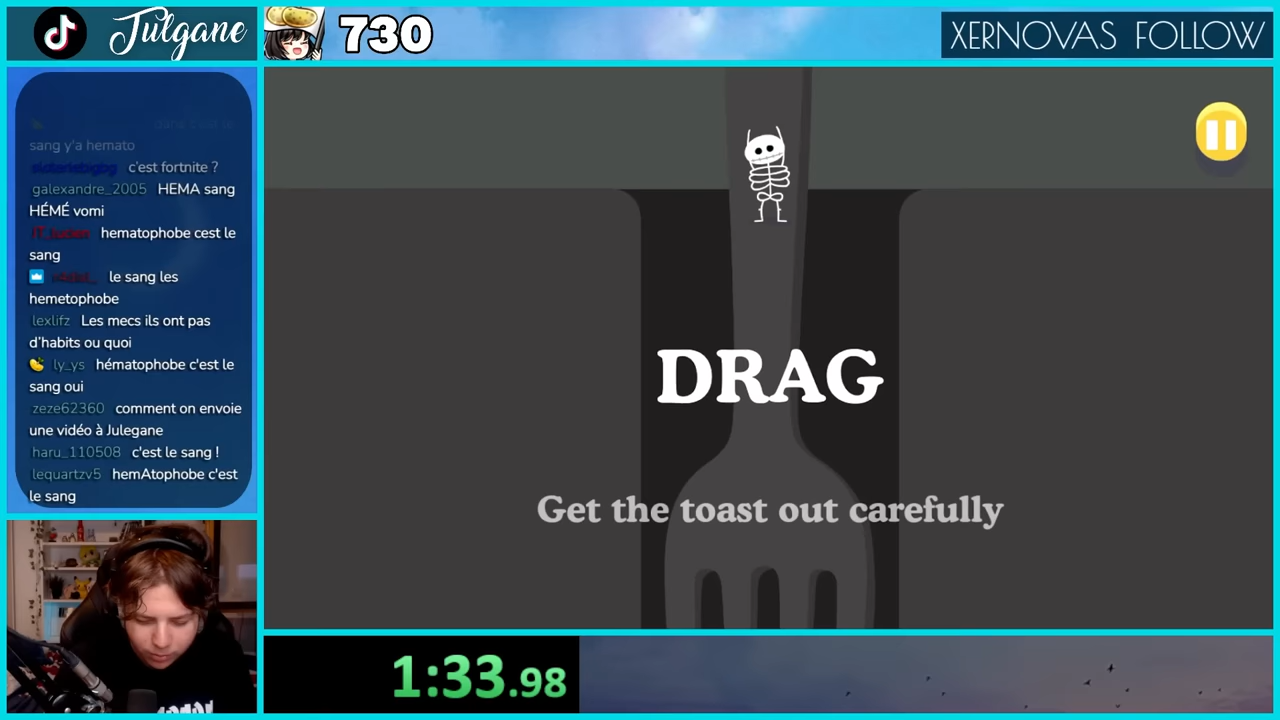 Julgane
730
XERNOVAS FOLLOW
dans c'est le
sang y'a hemato
c'est fortnite ?
galexandre_2005 HEMA sang
HÉMÉ vomi
hematophobe cest le
sang
le sang les
hemetophobe
lexlifz Les mecs ils ont pas
d'habits ou quoi
ly_ys hématophobe c'est le
sang oui
zeze62360 comment on envoie
une vidéo à Julegane
haru_110508 c'est le sang !
lequartzv5 hemAtophobe c'est
le sang
DRAG
Get the toast out carefully
1:33.98